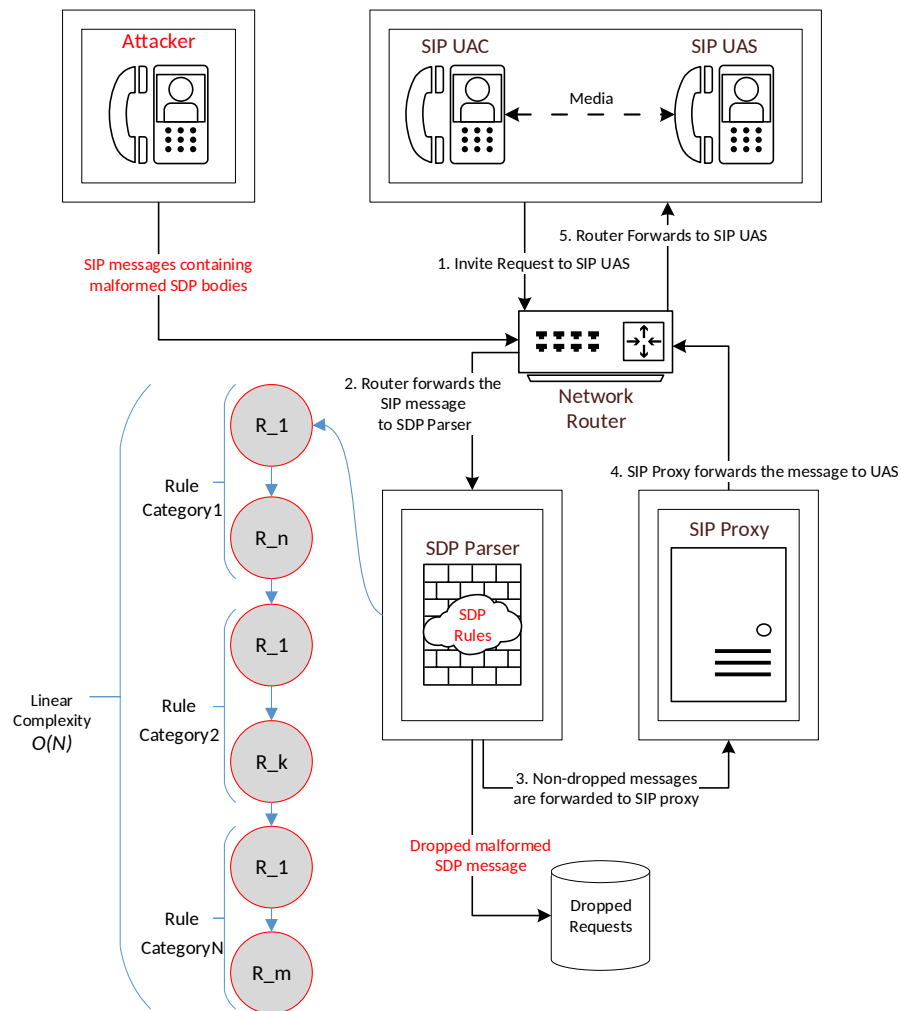 Attacker
SIP UAC
SIP UAS
Media
SIP messages containing
malformed SDP bodies
5. Router Forwards to SIP UAS
1. Invite Request to SIP UAS
2. Router forwards the
SIP message
to SDP Parser
Network
Router
4. SIP Proxy forwards the message to UAS
R_1
Rule
Category1
R_n
SDP Parser
SDP
Rules
SIP Proxy
R_1
Rule
Category2
R_k
Linear
Complexity
O(N)
3. Non-dropped messages
are forwarded to SIP proxy
R_1
Rule
CategoryN
R_m
Dropped malformed
SDP message
Dropped
Requests